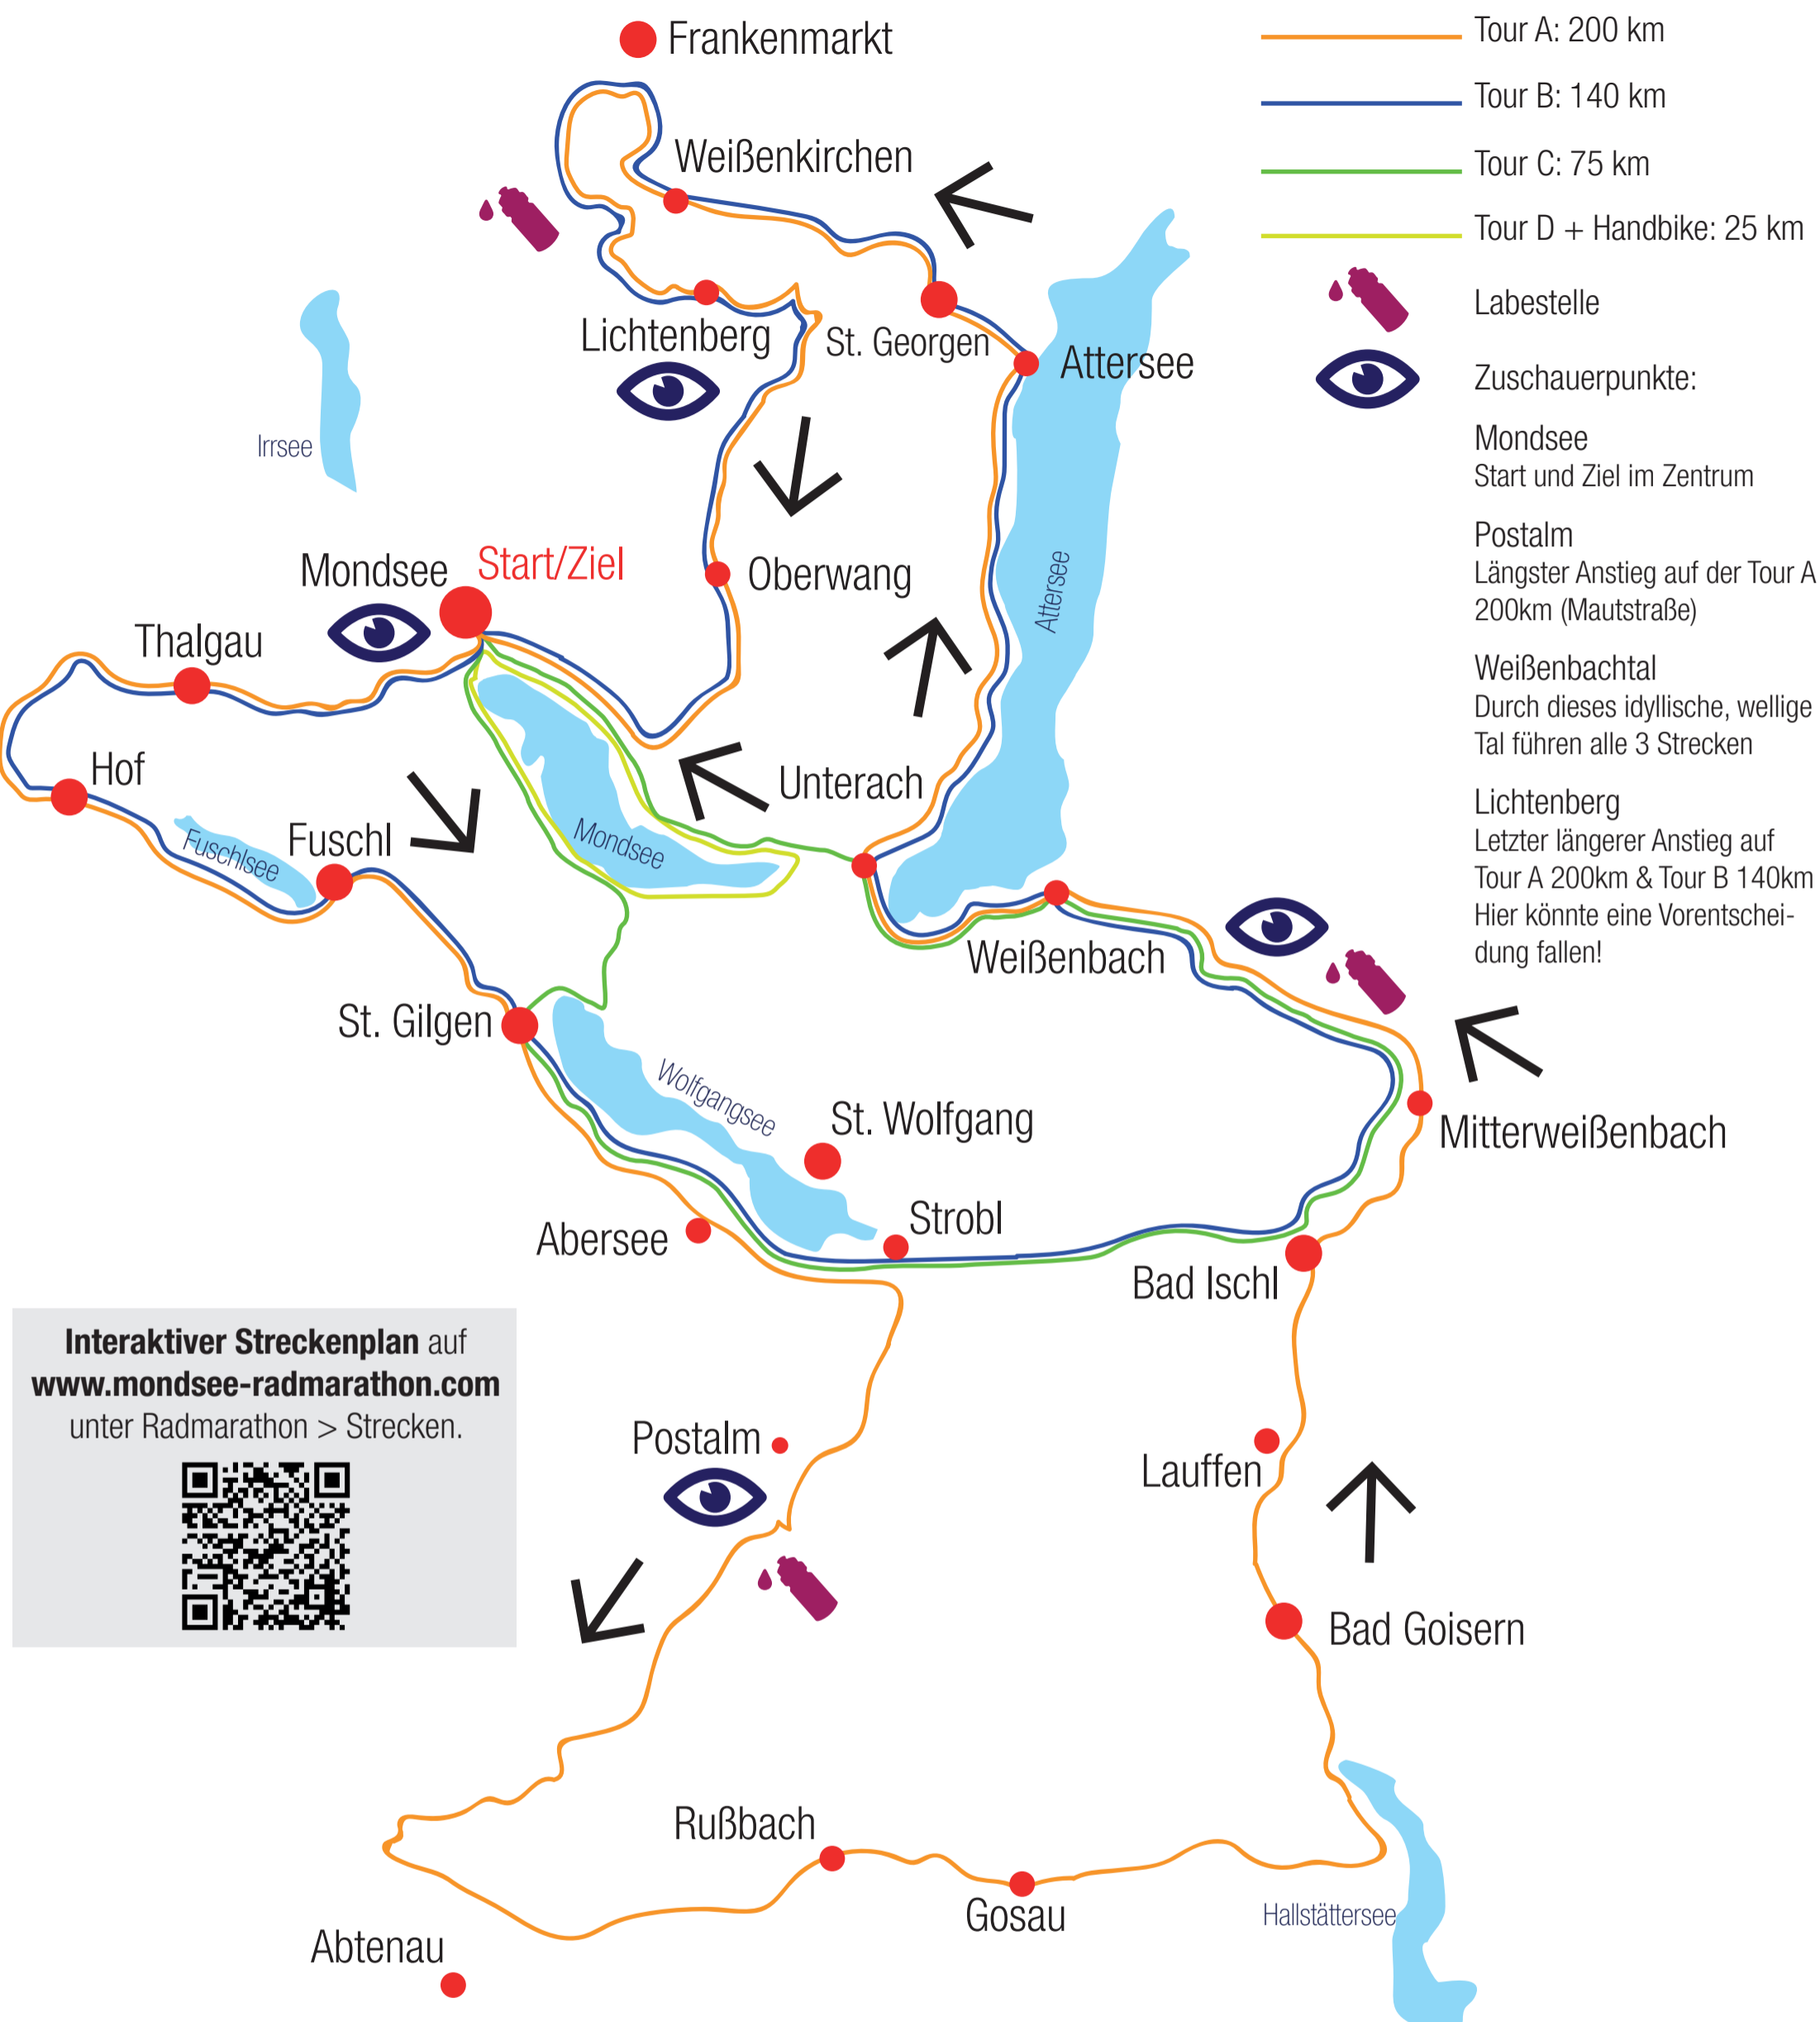 Frankenmarkt
Tour A: 200 km
Tour B: 140 km
Weißenkirchen
Tour C: 75 km
Tour D + Handbike: 25 km
Labestelle
Lichtenberg
St. Georgen
Attersee
Zuschauerpunkte:
Irrsee
Mondsee
Start und Ziel im Zentrum
Postalm
Längster Anstieg auf der Tour A
200km (Mautstraße)
Weißenbachtal
Durch dieses idyllische, wellige
Tal führen alle 3 Strecken
Lichtenberg
Letzter längerer Anstieg auf
Tour A 200km & Tour B 140km
Hier könnte eine Vorentschei-
dung fallen!
Mondsee
Start/Ziel
Oberwang
Attersee
Thalgau
Hof
Unterach
Fuschl
Fuschlsee
Mondsee
Weißenbach
St. Gilgen
Wolfgangsee
St. Wolfgang
Mitterweißenbach
Abersee
Strobl
Bad Ischl
Interaktiver Streckenplan auf
www.mondsee-radmarathon.com
unter Radmarathon > Strecken.
Postalm
Lauffen
Bad Goisern
Rußbach
Gosau
Hallstättersee
Abtenau